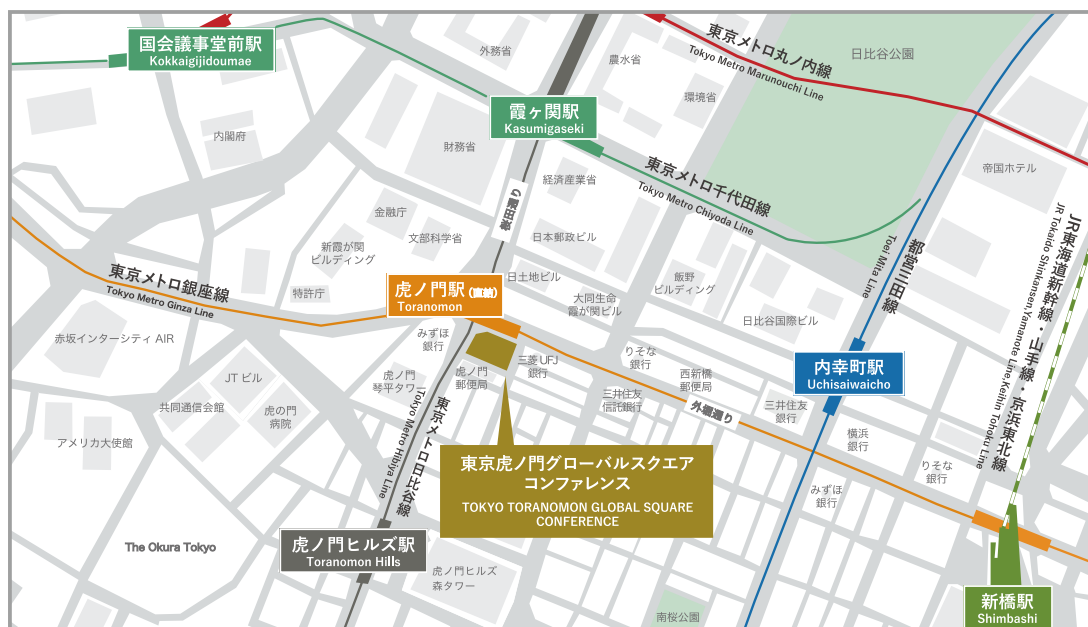 国会議事堂前駅
Kokkaigijidoumae
外務省
農水省
環境省
東京メトロ丸ノ内線
Tokyo Metro Marunouchi Line
日比谷公園
霞ヶ関駅
Kasumigaseki
内閣府
財務省
経済産業省
東京メトロ千代田線
Tokyo Metro Chiyoda Line
帝国ホテル
桜田通り
金融庁
文部科学省
日本郵政ビル
新霞が関
ビルディング
特許庁
日土地ビル
大同生命
霞が関ビル
飯野
ビルディング
日比谷国際ビル
都営三田線
Toei Mita Line
JR東海道新幹線・山手線・京浜東北線
JR Tokaido Shinkansen,Yamanote Line,Keihin Tohoku Line
東京メトロ銀座線
Tokyo Metro Ginza Line
虎ノ門駅(直結)
Toranomon
赤坂インターシティ AIR
JT ビル
共同通信会館
虎の門
病院
アメリカ大使館
みずほ
銀行
虎ノ門
琴平タワー
虎ノ門
郵便局
三菱 UFJ
銀行
りそな
銀行
三井住友
信託銀行
西新橋
郵便局
外堀通り
三井住友
銀行
内幸町駅
Uchisaiwaicho
横浜
銀行
りそな
銀行
みずほ
銀行
東京メトロ日比谷線
Tokyo Metro Hibiya Line
東京虎ノ門グローバルスクエア
コンファレンス
TOKYO TORANOMON GLOBAL SQUARE
CONFERENCE
The Okura Tokyo
虎ノ門ヒルズ駅
Toranomon Hills
虎ノ門ヒルズ
森タワー
南桜公園
新橋駅
Shimbashi